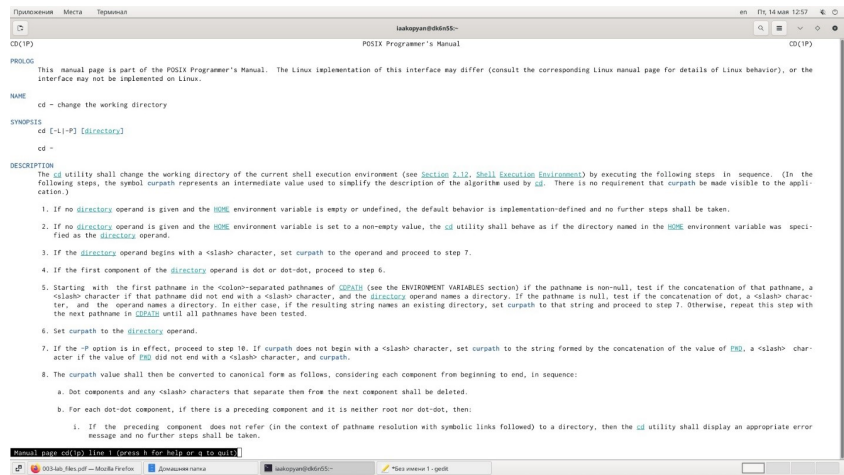 Приложения Места Терминал en Пт, 14 мая 12:57
laakopyan@dk6n55:~
CD(1P) POSIX Programmer's Manual CD(1P)
PROLOG
This manual page is part of the POSIX Programmer's Manual. The Linux implementation of this interface may differ (consult the corresponding Linux manual page for details of Linux behavior), or the
interface may not be implemented on Linux.
NAME
cd - change the working directory
SYNOPSIS
cd [-L|-P] [directory]
cd -
DESCRIPTION
The cd utility shall change the working directory of the current shell execution environment (see Section 2.12, Shell Execution Environment) by executing the following steps in sequence. (In the
following steps, the symbol curpath represents an intermediate value used to simplify the description of the algorithm used by cd. There is no requirement that curpath be made visible to the appli-
cation.)
1. If no directory operand is given and the HOME environment variable is empty or undefined, the default behavior is implementation-defined and no further steps shall be taken.
2. If no directory operand is given and the HOME environment variable is set to a non-empty value, the cd utility shall behave as if the directory named in the HOME environment variable was speci-
fied as the directory operand.
3. If the directory operand begins with a <slash> character, set curpath to the operand and proceed to step 7.
4. If the first component of the directory operand is dot or dot-dot, proceed to step 6.
5. Starting with the first pathname in the <colon>-separated pathnames of CDPATH (see the ENVIRONMENT VARIABLES section) if the pathname is non-null, test if the concatenation of that pathname, a
<slash> character if that pathname did not end with a <slash> character, and the directory operand names a directory. If the pathname is null, test if the concatenation of dot, a <slash> charac-
ter, and the operand names a directory. In either case, if the resulting string names an existing directory, set curpath to that string and proceed to step 7. Otherwise, repeat this step with
the next pathname in CDPATH until all pathnames have been tested.
6. Set curpath to the directory operand.
7. If the -P option is in effect, proceed to step 10. If curpath does not begin with a <slash> character, set curpath to the string formed by the concatenation of the value of PWD, a <slash> char-
acter if the value of PWD did not end with a <slash> character, and curpath.
8. The curpath value shall then be converted to canonical form as follows, considering each component from beginning to end, in sequence:
a. Dot components and any <slash> characters that separate them from the next component shall be deleted.
b. For each dot-dot component, if there is a preceding component and it is neither root nor dot-dot, then:
i. If the preceding component does not refer (in the context of pathname resolution with symbolic links followed) to a directory, then the cd utility shall display an appropriate error
message and no further steps shall be taken.
Manual page cd(1p) line 1 (press h for help or q to quit)
003-lab_files.pdf — Mozilla Firefox Домашняя папка laakopyan@dk6n55:~ *Без имени 1 - gedit